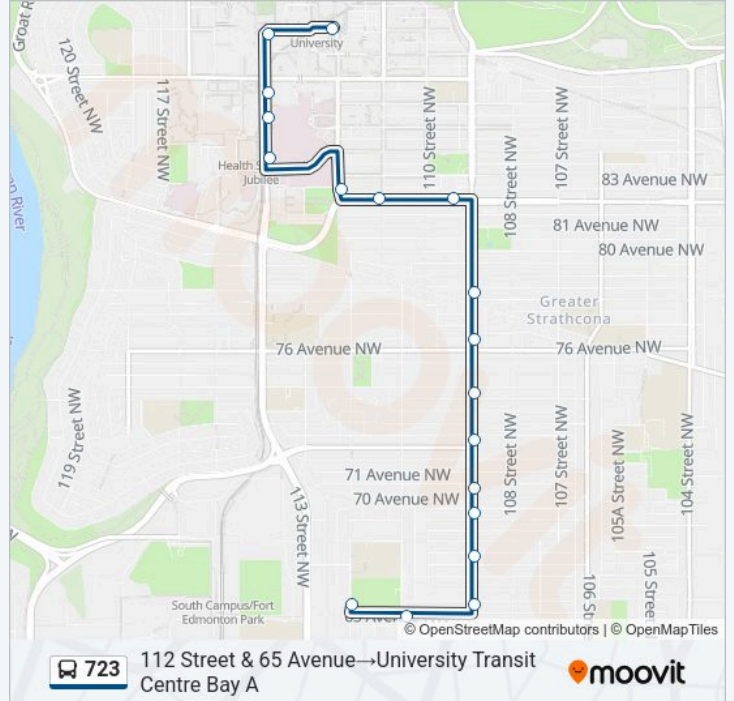 Groat R
120 Street NW
117 Street NW
University
110 Street NW
108 Street NW
107 Street NW
83 Avenue NW
Health S
Jubilee
81 Avenue NW
80 Avenue NW
Greater
Strathcona
76 Avenue NW
76 Avenue NW
119 Street NW
113 Street NW
71 Avenue NW
70 Avenue NW
108 Street NW
107 Street NW
105A Street NW
104 Street NW
106 St
105 Street
South Campus/Fort
Edmonton Park
© OpenStreetMap contributors | © OpenMapTiles
723
112 Street & 65 Avenue→University Transit
Centre Bay A
moovit